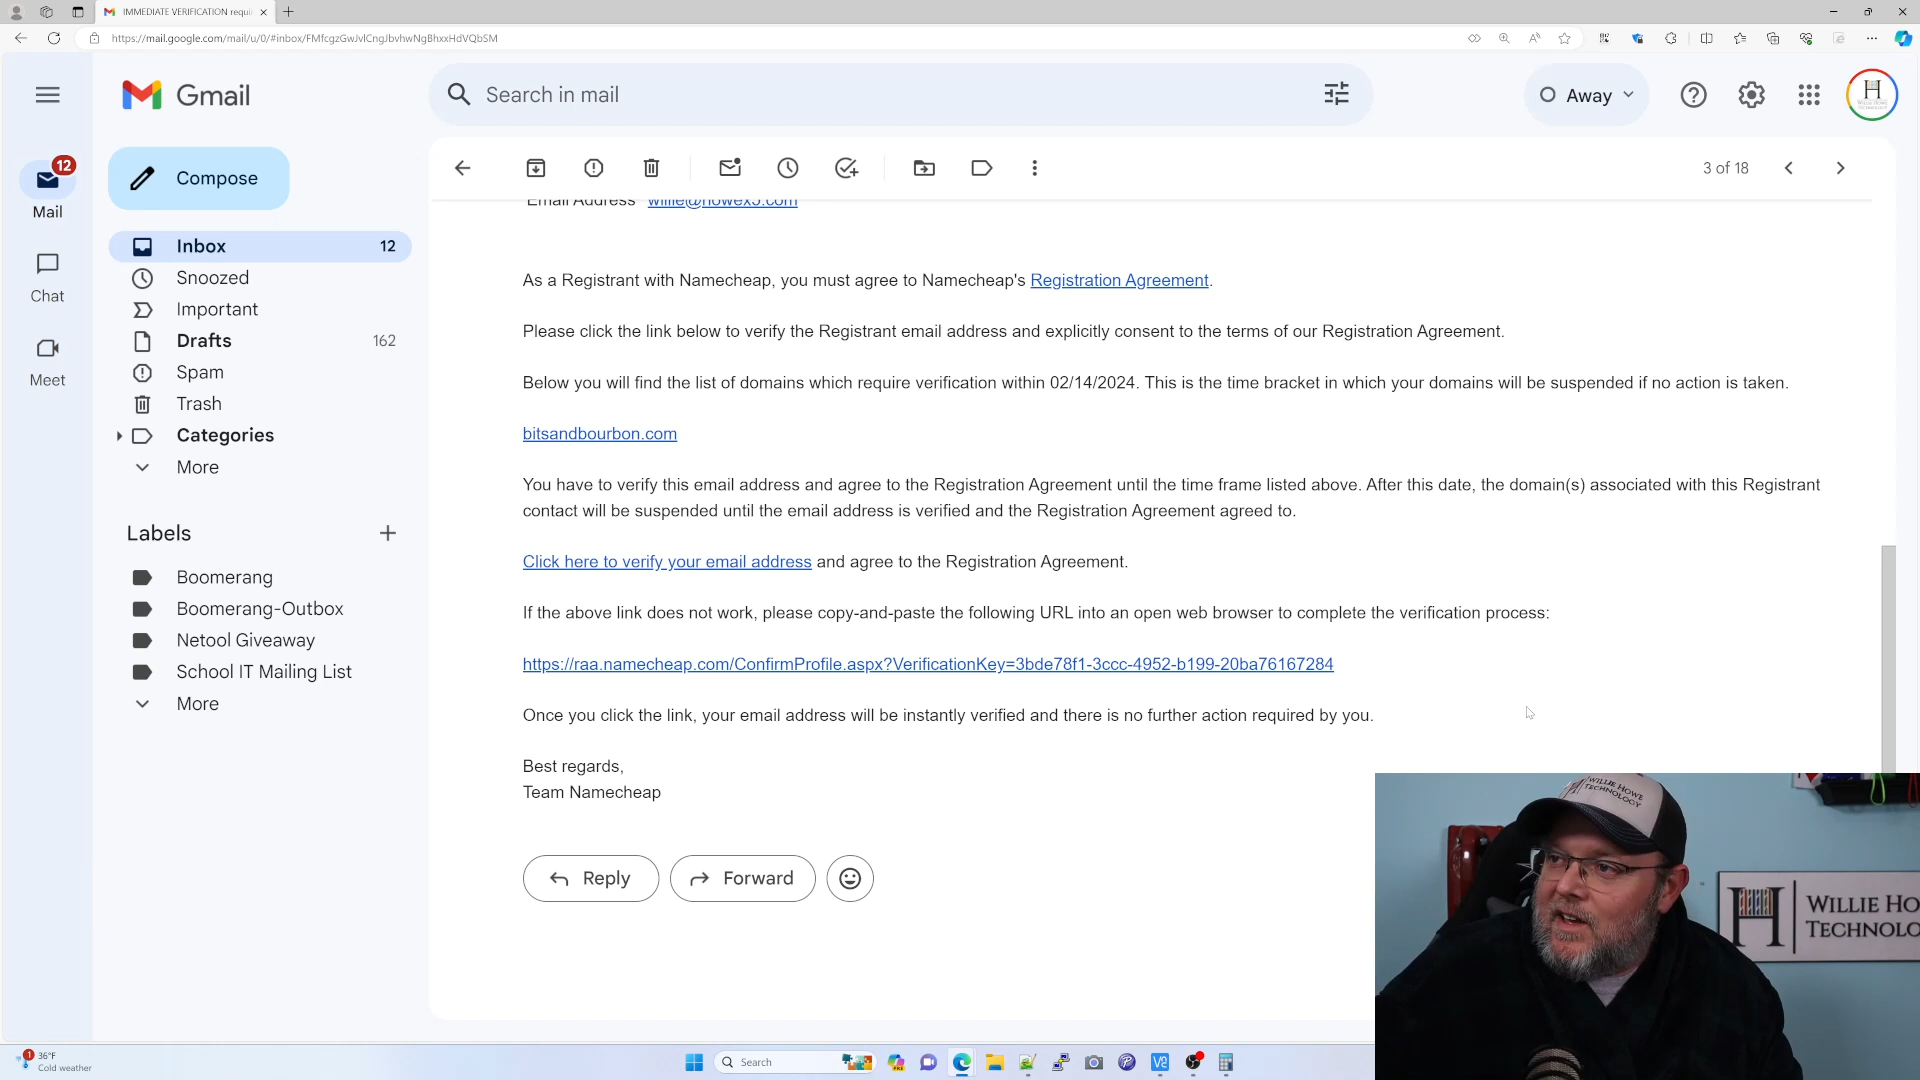 IMMEDIATE VERIFICATION requi
https://mail.google.com/mail/u/0/#inbox/FMfcgzGwJvlCngJbvhwNgBhxxHdVQbSM
Gmail
Search in mail
Away
Compose
12
Mail
Chat
Meet
Inbox 12
Snoozed
Important
Drafts 162
Spam
Trash
Categories
More
Labels
Boomerang
Boomerang-Outbox
Netool Giveaway
School IT Mailing List
More
3 of 18
Email Address willie@howex5.com
As a Registrant with Namecheap, you must agree to Namecheap's Registration Agreement.
Please click the link below to verify the Registrant email address and explicitly consent to the terms of our Registration Agreement.
Below you will find the list of domains which require verification within 02/14/2024. This is the time bracket in which your domains will be suspended if no action is taken.
bitsandbourbon.com
You have to verify this email address and agree to the Registration Agreement until the time frame listed above. After this date, the domain(s) associated with this Registrant
contact will be suspended until the email address is verified and the Registration Agreement agreed to.
Click here to verify your email address and agree to the Registration Agreement.
If the above link does not work, please copy-and-paste the following URL into an open web browser to complete the verification process:
https://raa.namecheap.com/ConfirmProfile.aspx?VerificationKey=3bde78f1-3ccc-4952-b199-20ba76167284
Once you click the link, your email address will be instantly verified and there is no further action required by you.
Best regards,
Team Namecheap
Reply
Forward
WILLIE HOWE
TECHNOLOGY
WILLIE HO
TECHNOLO
1
36°F
Cold weather
Search